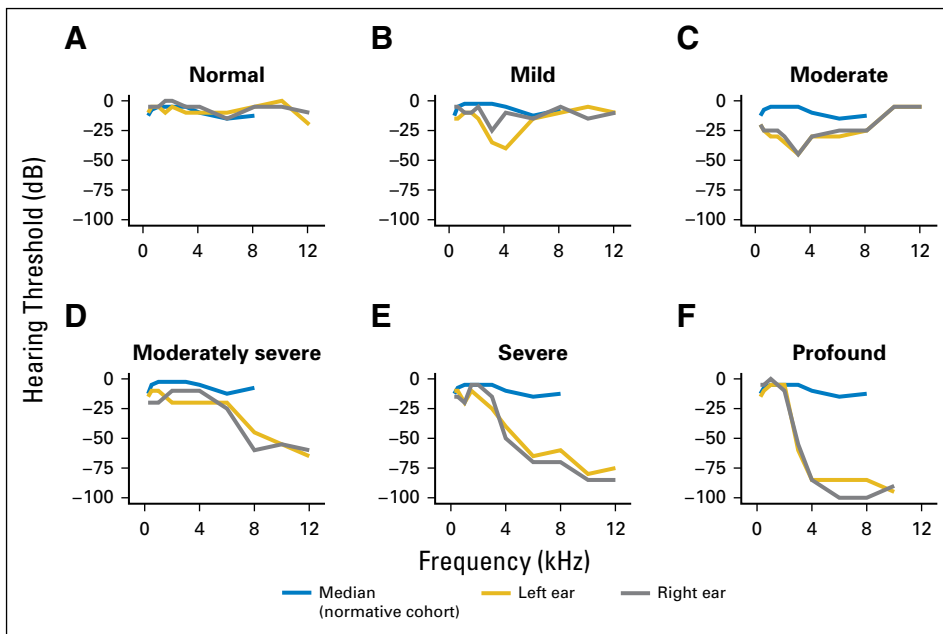 A
B
C
Normal
Mild
Moderate
0
−25
−50
−75
−100
0
−25
−50
−75
−100
0
−25
−50
−75
−100
0 4 8 12
0 4 8 12
0 4 8 12
Hearing Threshold (dB)
D
E
F
Moderately severe
Severe
Profound
0
−25
−50
−75
−100
0
−25
−50
−75
−100
0
−25
−50
−75
−100
0 4 8 12
0 4 8 12
0 4 8 12
Frequency (kHz)
Median
(normative cohort)
Left ear
Right ear